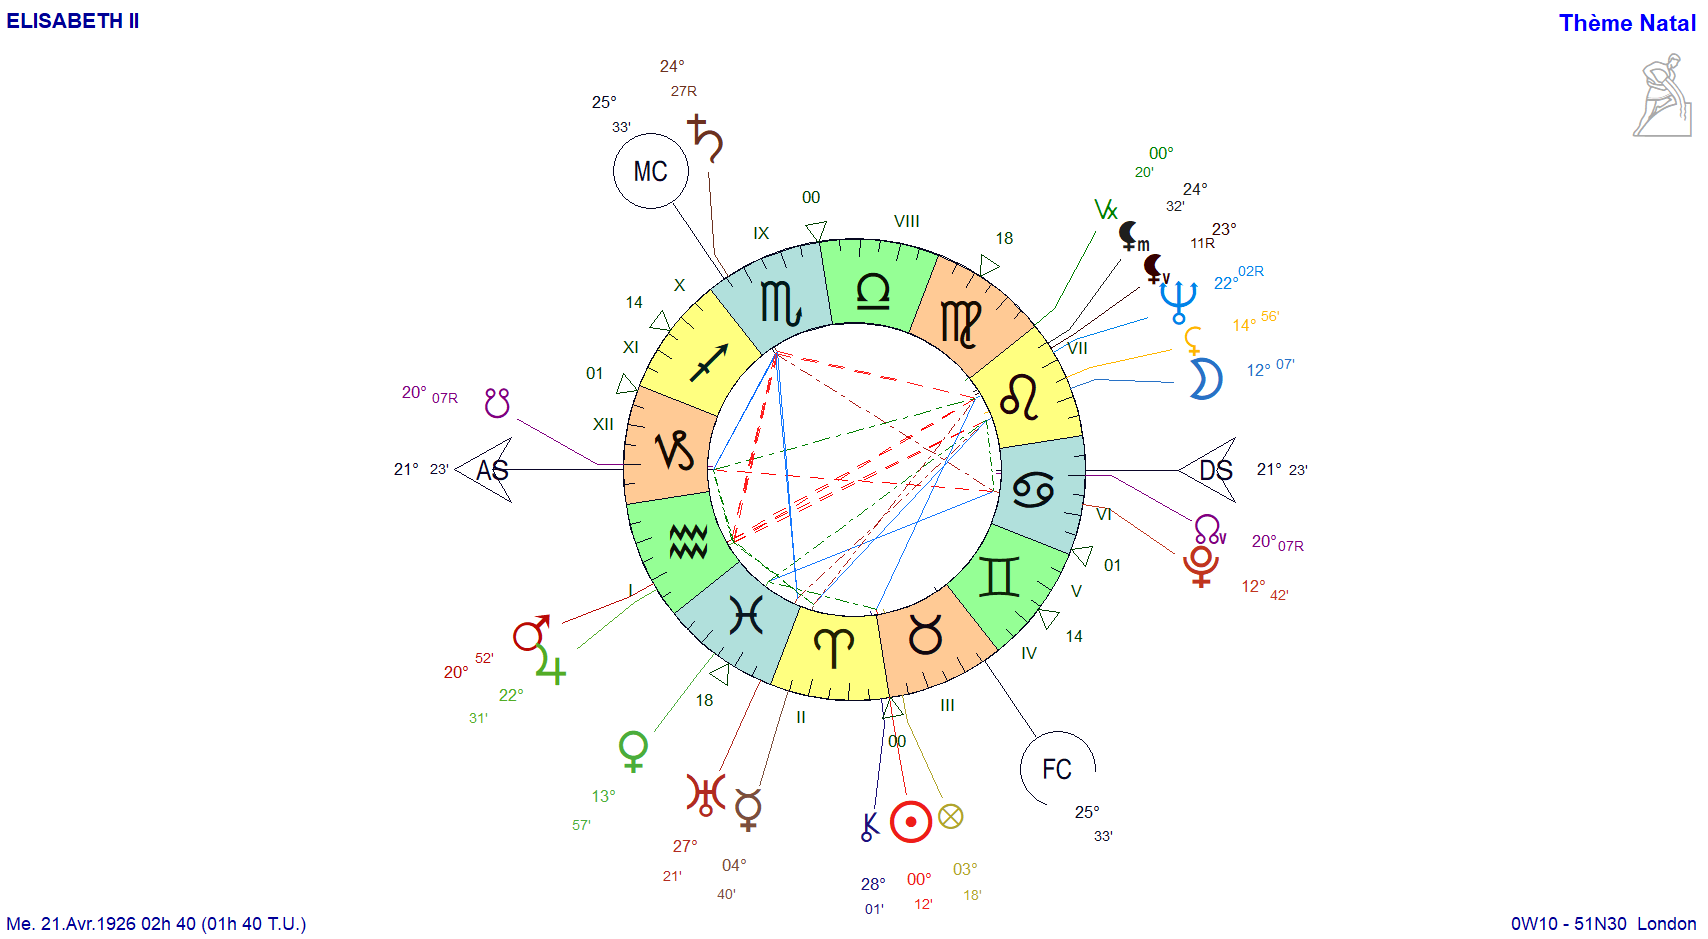 ELISABETH II
Thème Natal
24°
27R
25°
33'
MC
00°
20'
24°
32'
m
11R
23°
V
22°
02R
00
VIII
18
IX
X
14
XI
01
XII
VII
14° 56'
12° 07'
20° 07R
21° 23'
AS
DS
21° 23'
VI
V
20° 07R
12°
42'
01
V
14
IV
I
20° 52'
22°
31'
18
II
III
00
13°
57'
27°
21'
04°
40'
28°
01'
00°
12'
03°
18'
FC
25°
33'
Me. 21.Avr.1926 02h 40 (01h 40 T.U.)
0W10 - 51N30 London